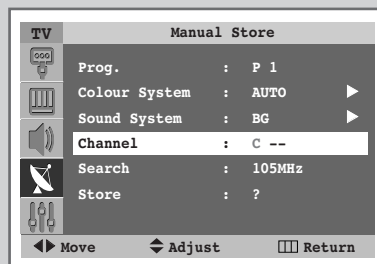 TV Manual Store
Prog. : P 1
Colour System : AUTO
Sound System : BG
Channel : C --
Search : 105MHz
Store : ?
Move Adjust Return